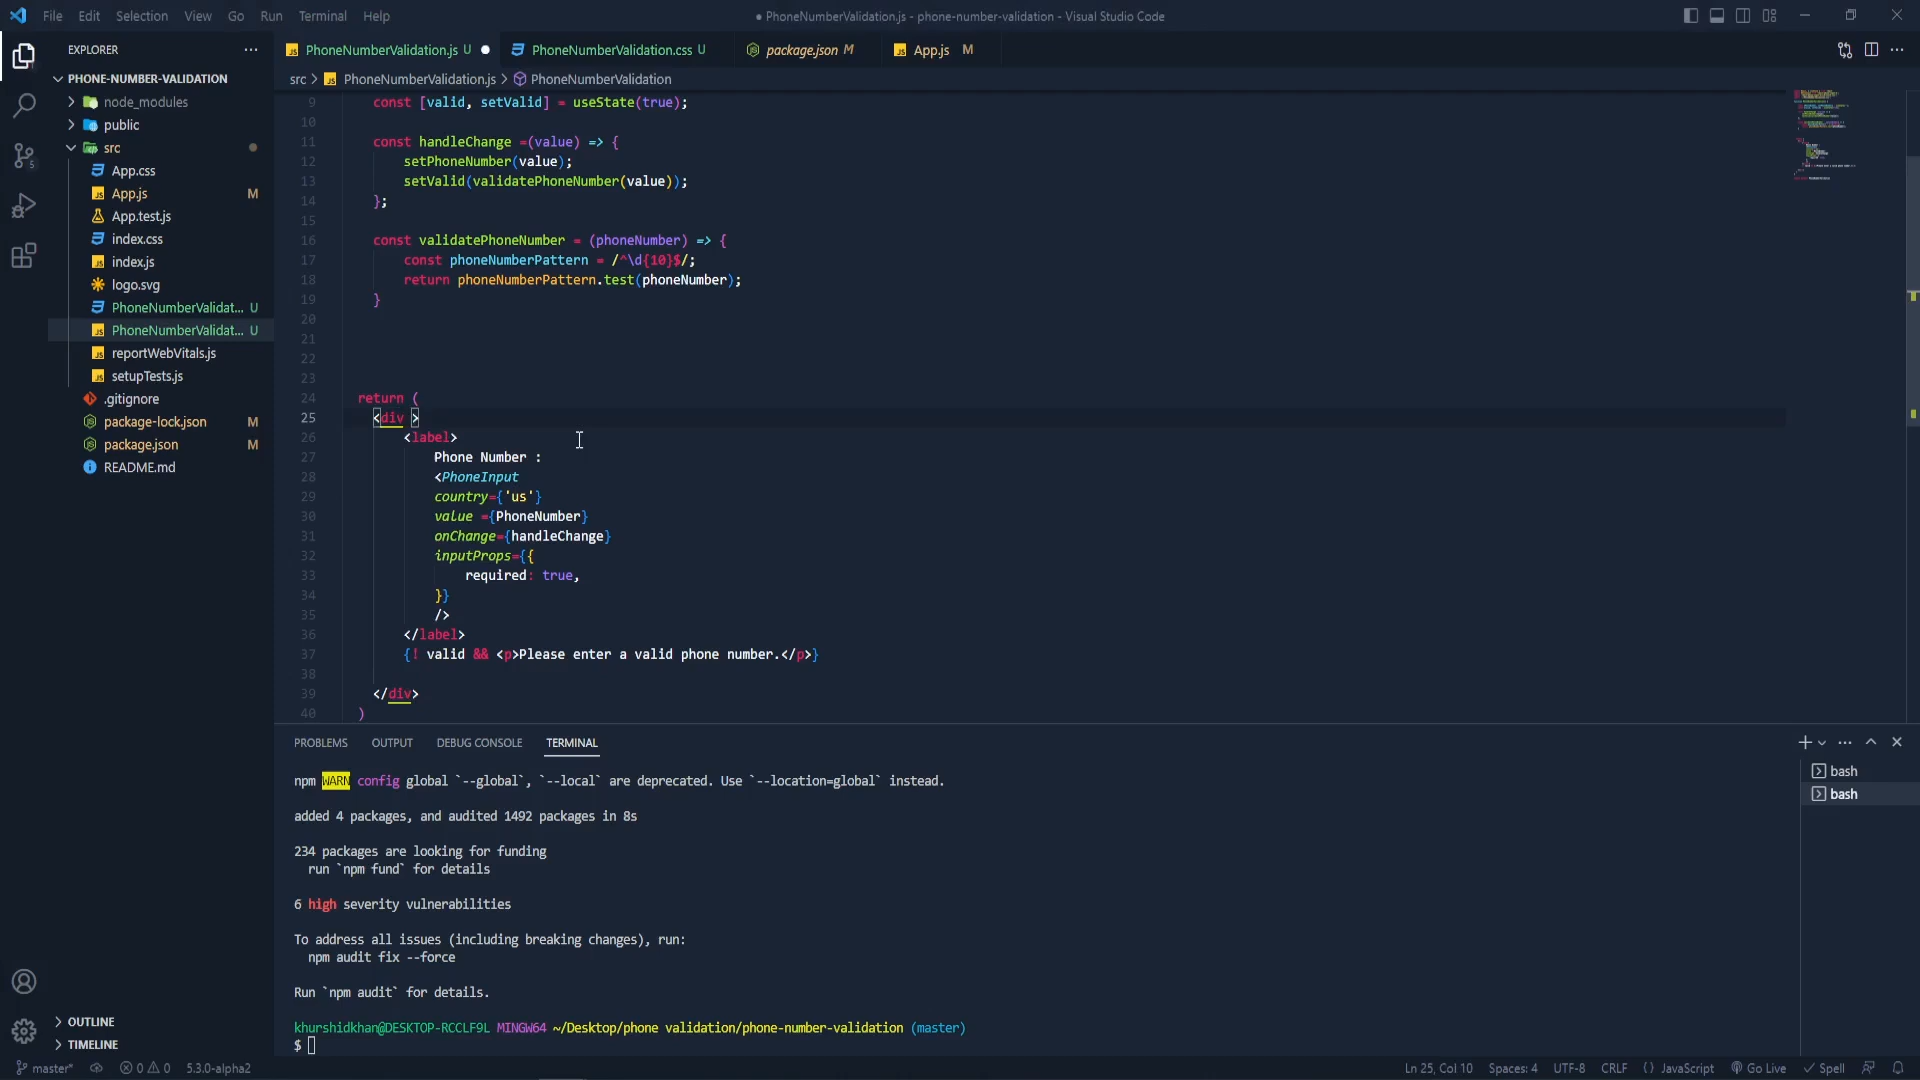 File Edit Selection View Go Run Terminal Help
● PhoneNumberValidation.js - phone-number-validation - Visual Studio Code
EXPLORER
PHONE-NUMBER-VALIDATION
node_modules
public
src
App.css
App.js M
App.test.js
index.css
index.js
logo.svg
PhoneNumberValidat... U
PhoneNumberValidat... U
reportWebVitals.js
setupTests.js
.gitignore
package-lock.json M
package.json M
README.md
OUTLINE
TIMELINE
PhoneNumberValidation.js U
PhoneNumberValidation.css U
package.json M
App.js M
src > PhoneNumberValidation.js > PhoneNumberValidation
9 const [valid, setValid] = useState(true);
10
11 const handleChange =(value) => {
12 setPhoneNumber(value);
13 setValid(validatePhoneNumber(value));
14 };
15
16 const validatePhoneNumber = (phoneNumber) => {
17 const phoneNumberPattern = /^\d{10}$/;
18 return phoneNumberPattern.test(phoneNumber);
19 }
20
21
22
23
24 return (
25 <div >
26 <label>
27 Phone Number :
28 <PhoneInput
29 country={'us'}
30 value ={PhoneNumber}
31 onChange={handleChange}
32 inputProps={{
33 required: true,
34 }}
35 />
36 </label>
37 {! valid && <p>Please enter a valid phone number.</p>}
38
39 </div>
40 )
PROBLEMS OUTPUT DEBUG CONSOLE TERMINAL
npm WARN config global `--global`, `--local` are deprecated. Use `--location=global` instead.
added 4 packages, and audited 1492 packages in 8s
234 packages are looking for funding
run `npm fund` for details
6 high severity vulnerabilities
To address all issues (including breaking changes), run:
npm audit fix --force
Run `npm audit` for details.
khurshidkhan@DESKTOP-RCCLF9L MINGW64 ~/Desktop/phone validation/phone-number-validation (master)
$
bash
bash
master* 0 0 5.3.0-alpha2
Ln 25, Col 10 Spaces: 4 UTF-8 CRLF {} JavaScript Go Live Spell